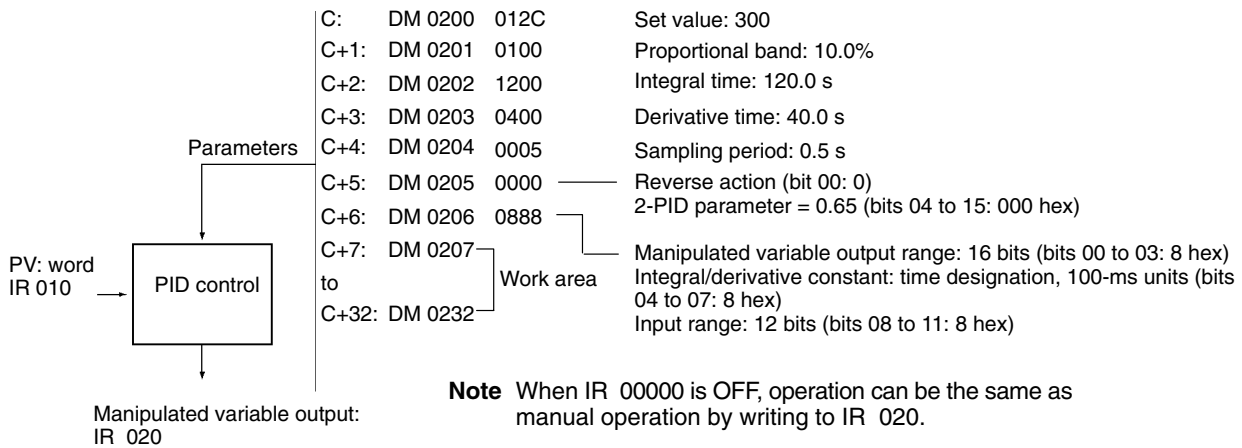 C: DM 0200 012C Set value: 300
C+1: DM 0201 0100 Proportional band: 10.0%
C+2: DM 0202 1200 Integral time: 120.0 s
C+3: DM 0203 0400 Derivative time: 40.0 s
Parameters C+4: DM 0204 0005 Sampling period: 0.5 s
C+5: DM 0205 0000 Reverse action (bit 00: 0)
2-PID parameter = 0.65 (bits 04 to 15: 000 hex)
C+6: DM 0206 0888 Manipulated variable output range: 16 bits (bits 00 to 03: 8 hex)
Integral/derivative constant: time designation, 100-ms units (bits
04 to 07: 8 hex)
Input range: 12 bits (bits 08 to 11: 8 hex)
C+7: DM 0207
to Work area
C+32: DM 0232
PV: word
IR 010
PID control
Manipulated variable output:
IR 020
Note When IR 00000 is OFF, operation can be the same as
manual operation by writing to IR 020.